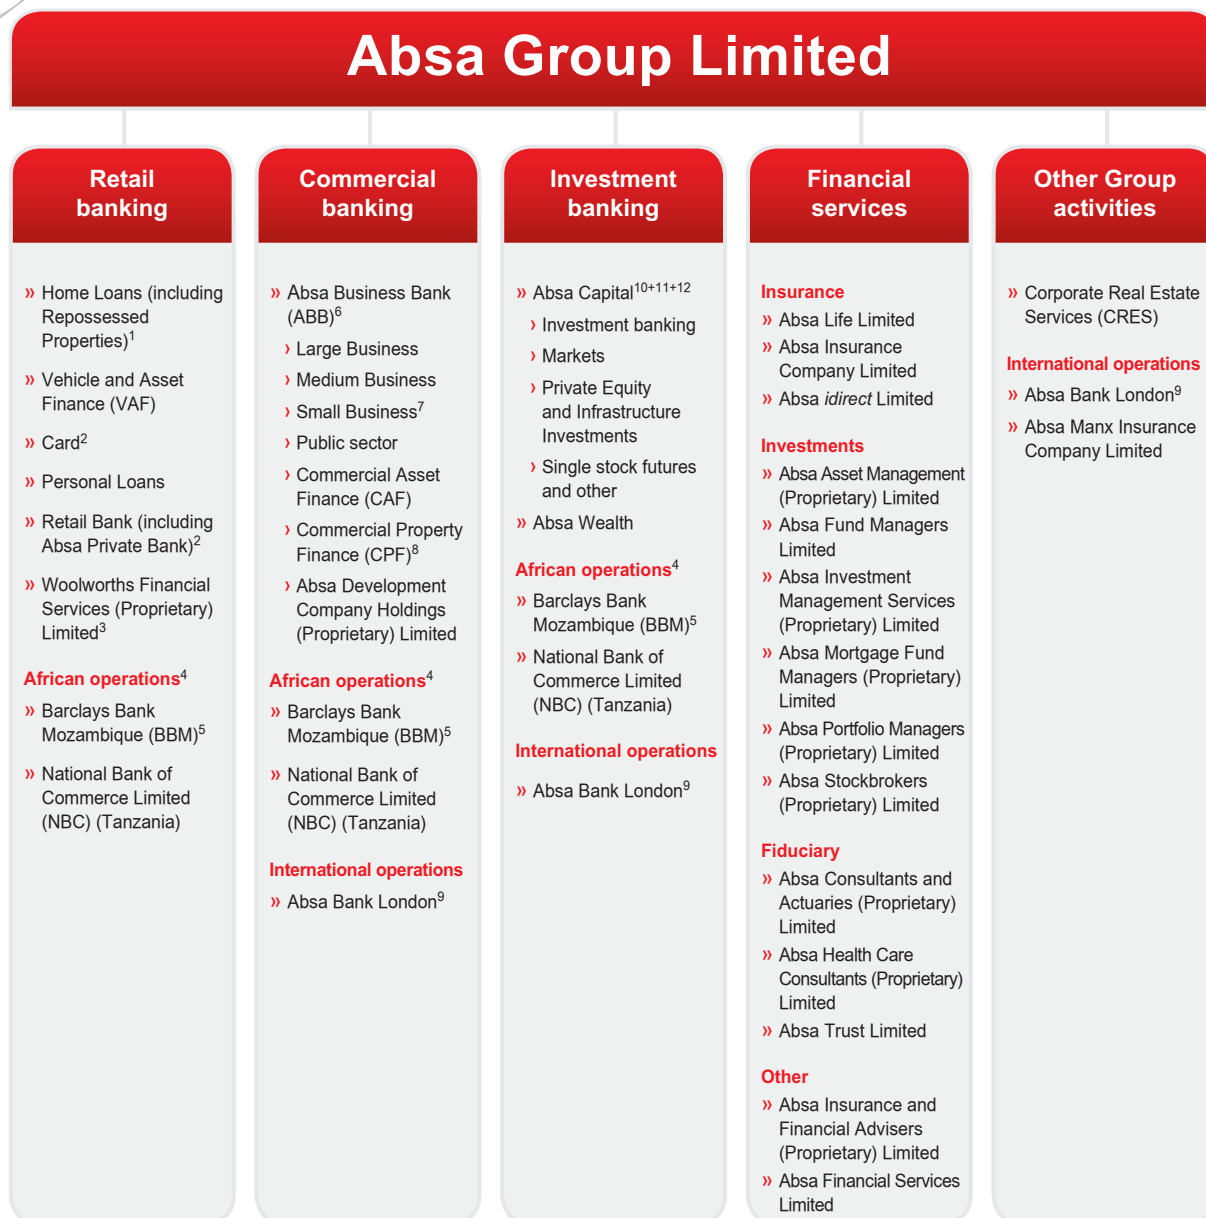 Absa Group Limited
Retail
banking
» Home Loans (including
Repossessed
Properties)1
» Vehicle and Asset
Finance (VAF)
» Card2
» Personal Loans
» Retail Bank (including
Absa Private Bank)2
» Woolworths Financial
Services (Proprietary)
Limited3
African operations4
» Barclays Bank
Mozambique (BBM)5
» National Bank of
Commerce Limited
(NBC) (Tanzania)
Commercial
banking
» Absa Business Bank
(ABB)6
› Large Business
› Medium Business
› Small Business7
› Public sector
› Commercial Asset
Finance (CAF)
› Commercial Property
Finance (CPF)8
› Absa Development
Company Holdings
(Proprietary) Limited
African operations4
» Barclays Bank
Mozambique (BBM)5
» National Bank of
Commerce Limited
(NBC) (Tanzania)
International operations
» Absa Bank London9
Investment
banking
» Absa Capital10+11+12
› Investment banking
› Markets
› Private Equity
and Infrastructure
Investments
› Single stock futures
and other
» Absa Wealth
African operations4
» Barclays Bank
Mozambique (BBM)5
» National Bank of
Commerce Limited
(NBC) (Tanzania)
International operations
» Absa Bank London9
Financial
services
Insurance
» Absa Life Limited
» Absa Insurance
Company Limited
» Absa idirect Limited
Investments
» Absa Asset Management
(Proprietary) Limited
» Absa Fund Managers
Limited
» Absa Investment
Management Services
(Proprietary) Limited
» Absa Mortgage Fund
Managers (Proprietary)
Limited
» Absa Portfolio Managers
(Proprietary) Limited
» Absa Stockbrokers
(Proprietary) Limited
Fiduciary
» Absa Consultants and
Actuaries (Proprietary)
Limited
» Absa Health Care
Consultants (Proprietary)
Limited
» Absa Trust Limited
Other
» Absa Insurance and
Financial Advisers
(Proprietary) Limited
» Absa Financial Services
Limited
Other Group
activities
» Corporate Real Estate
Services (CRES)
International operations
» Absa Bank London9
» Absa Manx Insurance
Company Limited